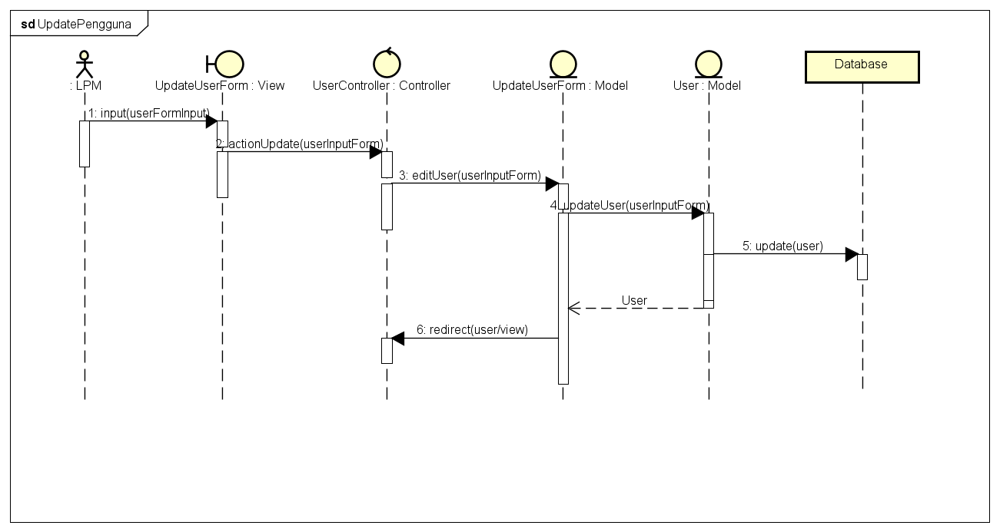 sd UpdatePengguna
: LPM
UpdateUserForm : View
UserController : Controller
UpdateUserForm : Model
User : Model
Database
1: input(userFormInput)
2: actionUpdate(userInputForm)
3: editUser(userInputForm)
4: updateUser(userInputForm)
5: update(user)
User
6: redirect(user/view)